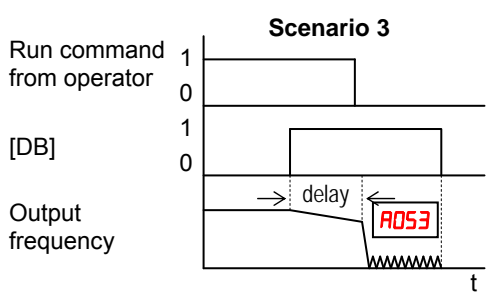 Scenario 3
Run command
from operator
1
0
[DB]
1
0
delay
Output
frequency
A053
t